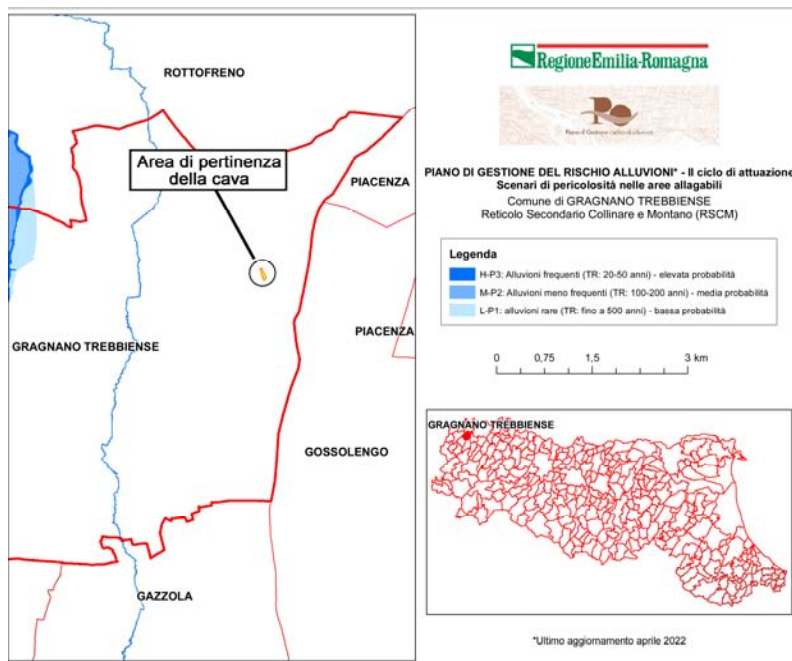 ROTTOFRENO
Area di pertinenza
della cava
PIACENZA
PIACENZA
GRAGNANO TREBBIENSE
GOSSOLENGO
GAZZOLA
RegioneEmilia-Romagna
Po
PIANO DI GESTIONE DEL RISCHIO ALLUVIONI* - II ciclo di attuazione
Scenari di pericolosità nelle aree allagabili
Comune di GRAGNANO TREBBIENSE
Reticolo Secondario Collinare e Montano (RSCM)
Legenda
H-P3: Alluvioni frequenti (TR: 20-50 anni) - elevata probabilità
M-P2: Alluvioni meno frequenti (TR: 100-200 anni) - media probabilità
L-P1: alluvioni rare (TR: fino a 500 anni) - bassa probabilità
0 0,75 1,5 3 km
GRAGNANO TREBBIENSE
*Ultimo aggiornamento aprile 2022